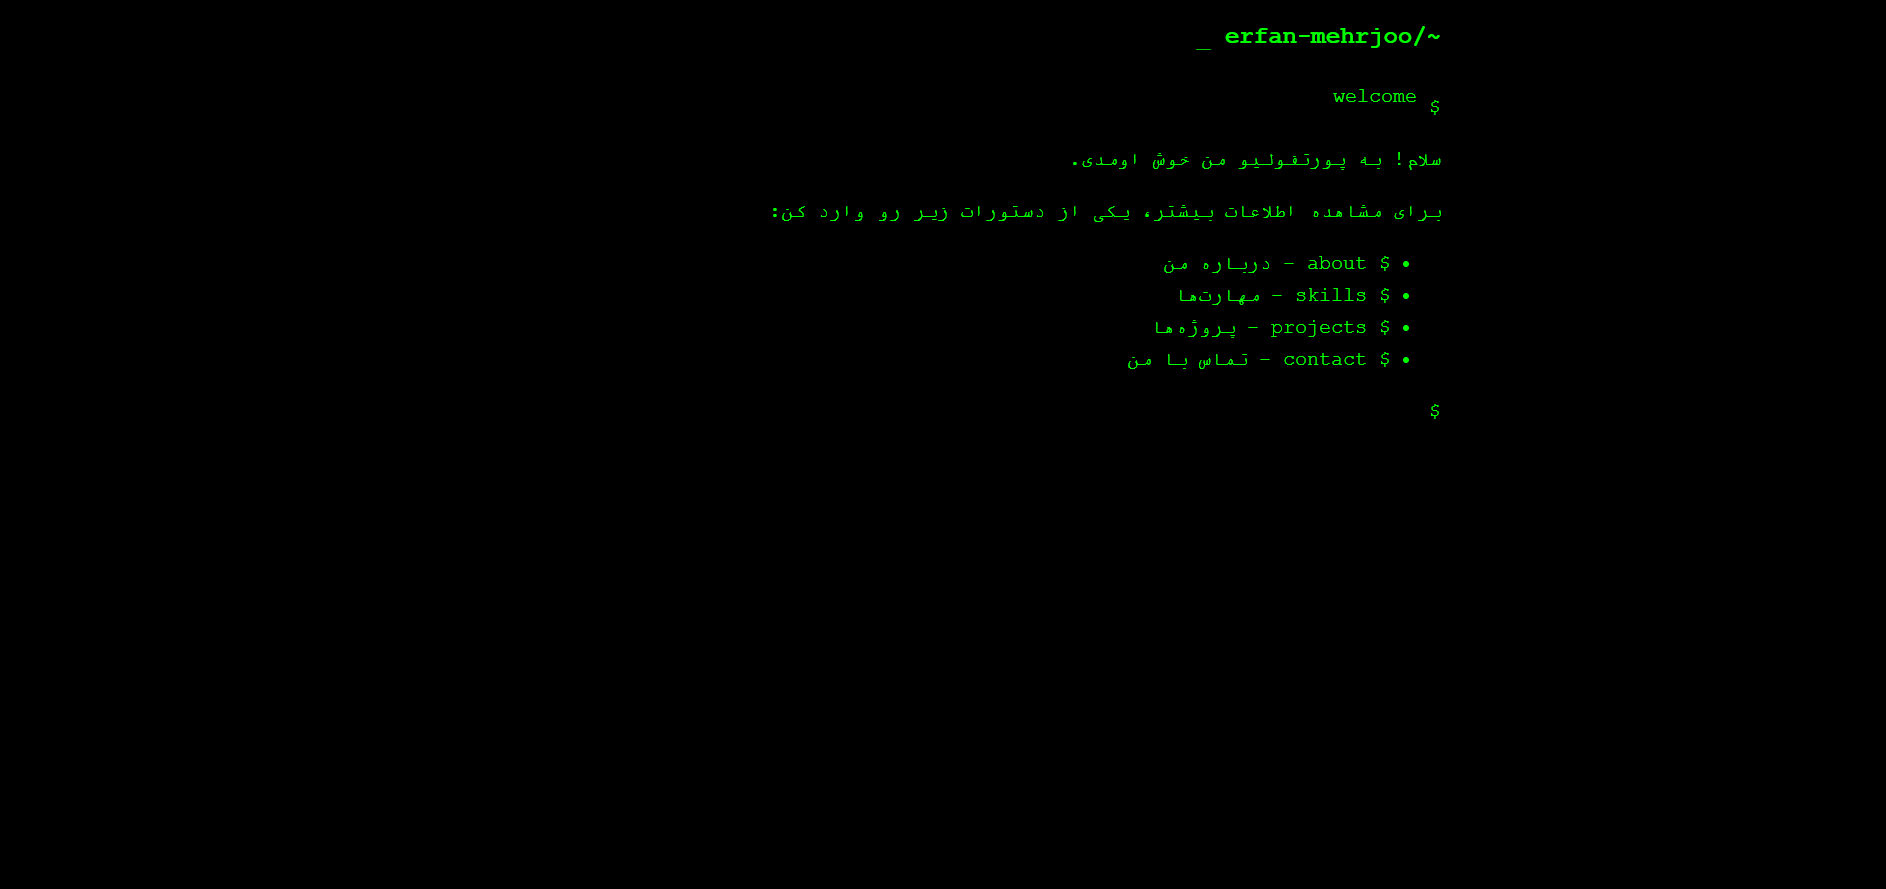 ~/erfan-mehrjoo _
$ welcome
سلام! به پورتفولیو من خوش اومدی.
برای مشاهده اطلاعات بیشتر، یکی از دستورات زیر رو وارد کن:
• $ about - درباره من
• $ skills - مهارت‌ها
• $ projects - پروژه‌ها
• $ contact - تماس با من
$